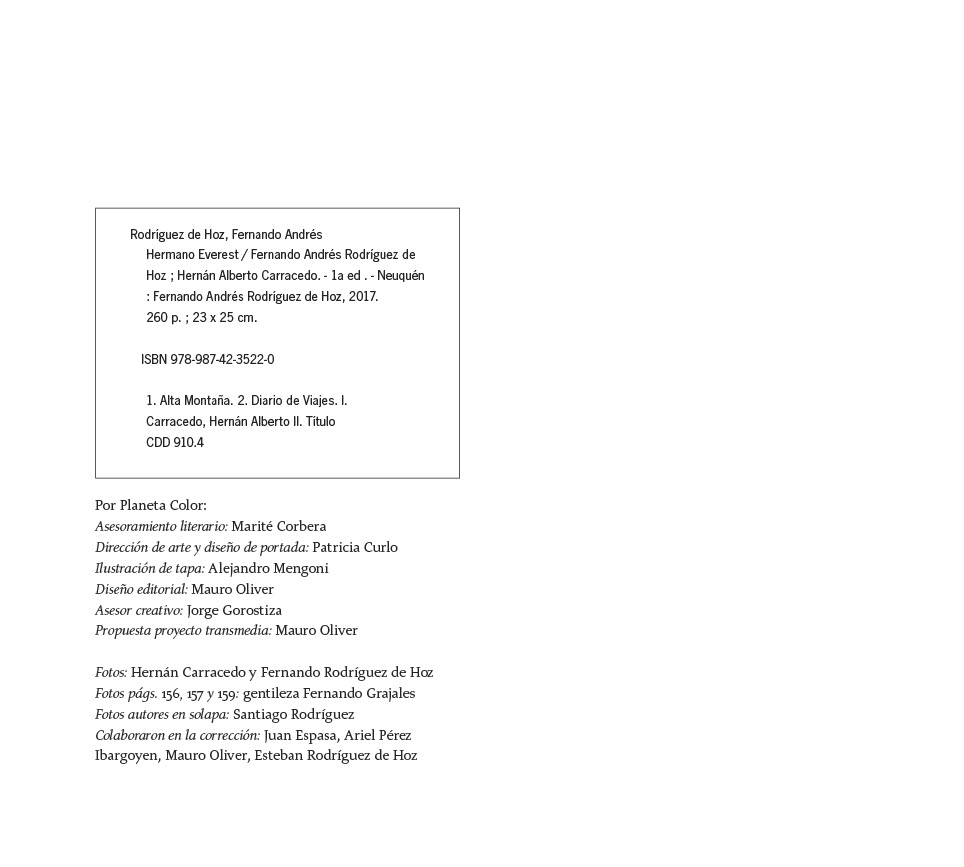 Rodríguez de Hoz, Fernando Andrés
Hermano Everest / Fernando Andrés Rodríguez de
Hoz ; Hernán Alberto Carracedo. - 1a ed . - Neuquén
: Fernando Andrés Rodríguez de Hoz, 2017.
260 p. ; 23 x 25 cm.
ISBN 978-987-42-3522-0
1. Alta Montaña. 2. Diario de Viajes. I.
Carracedo, Hernán Alberto II. Título
CDD 910.4
Por Planeta Color:
Asesoramiento literario: Marité Corbera
Dirección de arte y diseño de portada: Patricia Curlo
Ilustración de tapa: Alejandro Mengoni
Diseño editorial: Mauro Oliver
Asesor creativo: Jorge Gorostiza
Propuesta proyecto transmedia: Mauro Oliver
Fotos: Hernán Carracedo y Fernando Rodríguez de Hoz
Fotos págs. 156, 157 y 159: gentileza Fernando Grajales
Fotos autores en solapa: Santiago Rodríguez
Colaboraron en la corrección: Juan Espasa, Ariel Pérez
Ibargoyen, Mauro Oliver, Esteban Rodríguez de Hoz